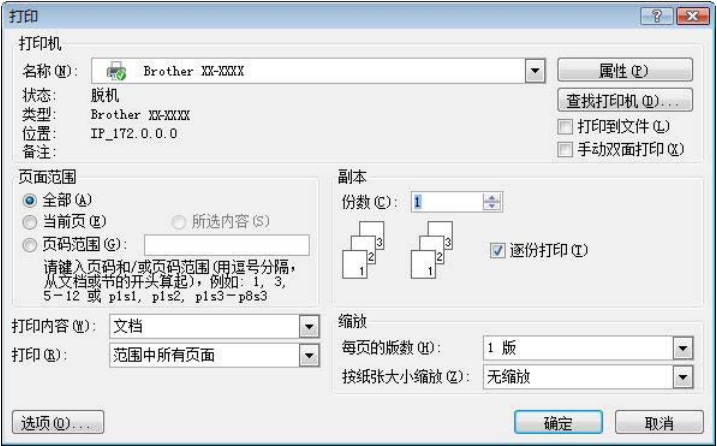 打印
打印机
名称(N): Brother XX-XXXX 属性(P)
状态: 脱机 查找打印机(D)...
类型: Brother XX-XXXX
位置: IP_172.0.0.0 打印到文件(L)
备注: 手动双面打印(X)
页面范围
全部(A)
当前页(E) 所选内容(S)
页码范围(G):
请键入页码和/或页码范围(用逗号分隔,
从文档或节的开头算起),例如: 1, 3,
5-12 或 p1s1, p1s2, p1s3-p8s3
副本
份数(C): 1
3 3
2 2 逐份打印(T)
1 1
打印内容(W): 文档
打印(R): 范围中所有页面
缩放
每页的版数(H): 1 版
按纸张大小缩放(Z): 无缩放
选项(O)... 确定 取消